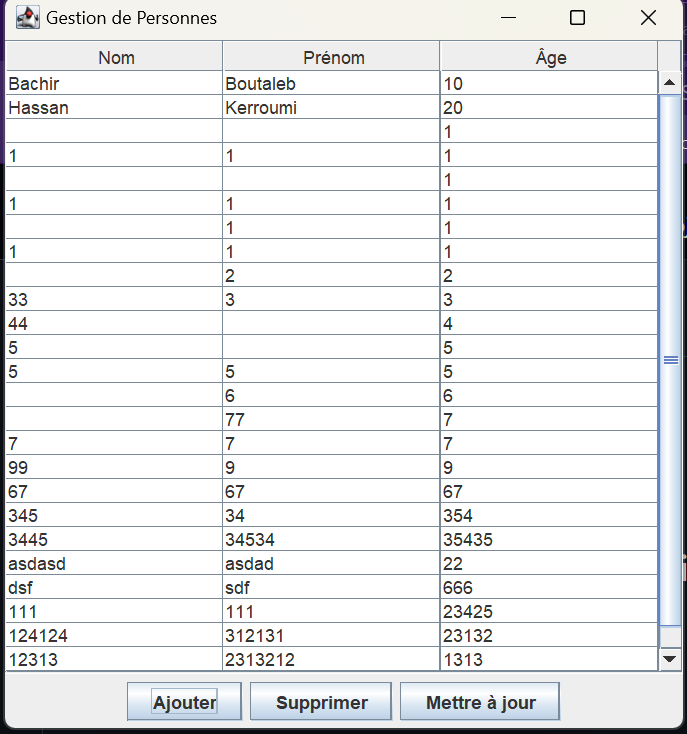 Gestion de Personnes
Nom Prénom Âge
Bachir Boutaleb 10
Hassan Kerroumi 20
1
1 1 1
1
1 1 1
1 1
1 1 1
2 2
33 3 3
44 4
5 5
5 5 5
6 6
77 7
7 7 7
99 9 9
67 67 67
345 34 354
3445 34534 35435
asdasd asdad 22
dsf sdf 666
111 111 23425
124124 312131 23132
12313 2313212 1313
Ajouter Supprimer Mettre à jour